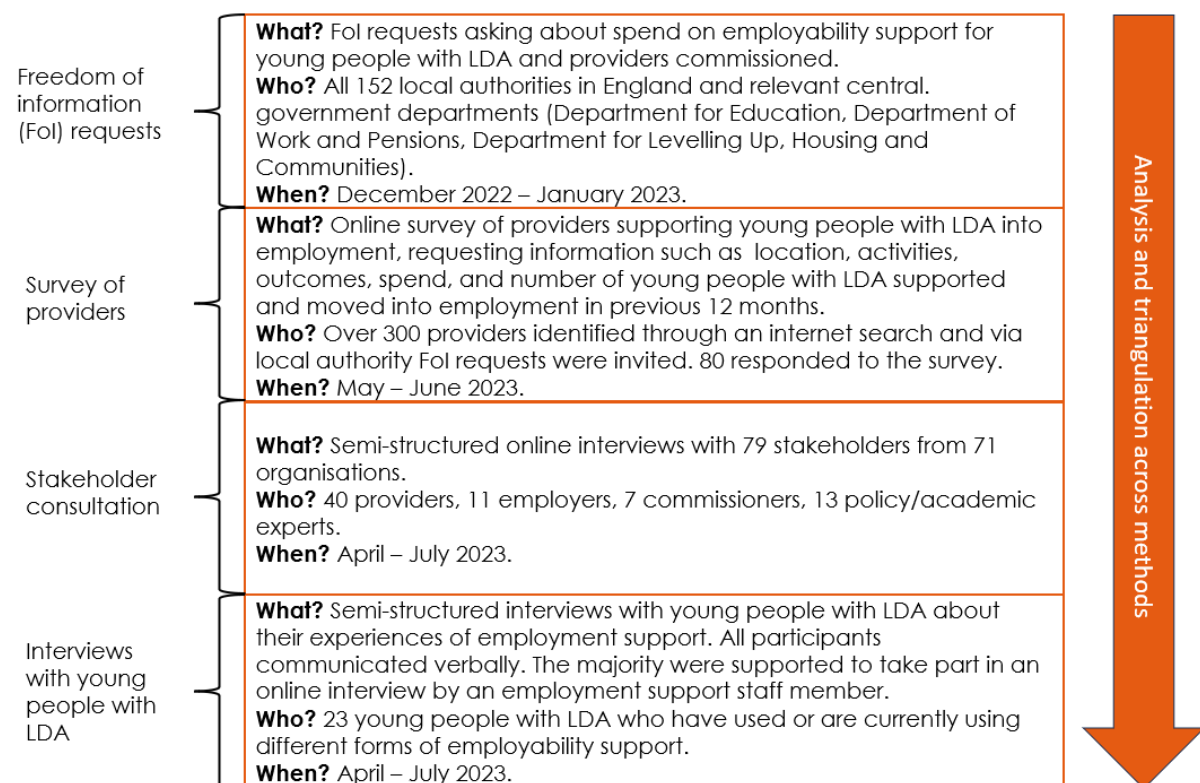 Freedom of
information
(FoI) requests
What? FoI requests asking about spend on employability support for
young people with LDA and providers commissioned.
Who? All 152 local authorities in England and relevant central.
government departments (Department for Education, Department of
Work and Pensions, Department for Levelling Up, Housing and
Communities).
When? December 2022 – January 2023.
Survey of
providers
What? Online survey of providers supporting young people with LDA into
employment, requesting information such as  location, activities,
outcomes, spend, and number of young people with LDA supported
and moved into employment in previous 12 months.
Who? Over 300 providers identified through an internet search and via
local authority FoI requests were invited. 80 responded to the survey.
When? May – June 2023.
Stakeholder
consultation
What? Semi-structured online interviews with 79 stakeholders from 71
organisations.
Who? 40 providers, 11 employers, 7 commissioners, 13 policy/academic
experts.
When? April – July 2023.
Interviews
with young
people with
LDA
What? Semi-structured interviews with young people with LDA about
their experiences of employment support. All participants
communicated verbally. The majority were supported to take part in an
online interview by an employment support staff member.
Who? 23 young people with LDA who have used or are currently using
different forms of employability support.
When? April – July 2023.
Analysis and triangulation across methods